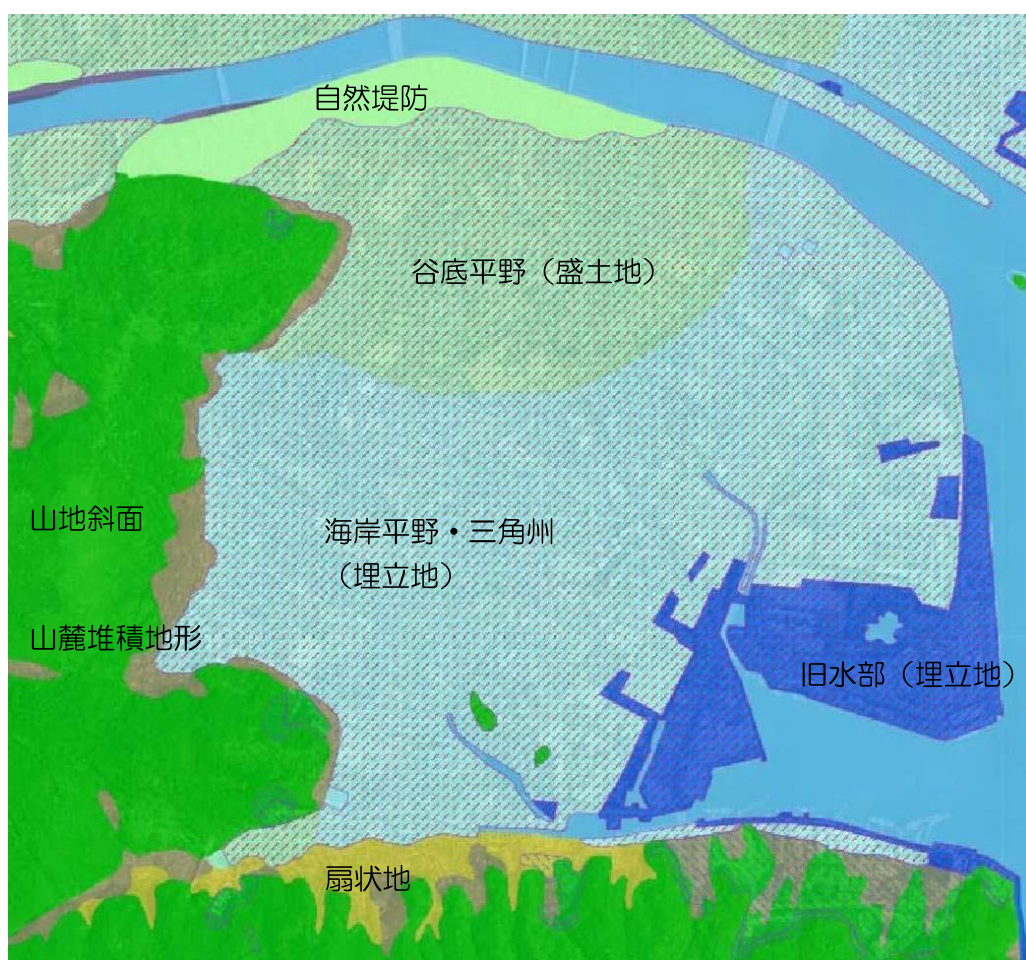 自然堤防
谷底平野（盛土地）
山地斜面
海岸平野・三角州
（埋立地）
山麓堆積地形
旧水部（埋立地）
扇状地